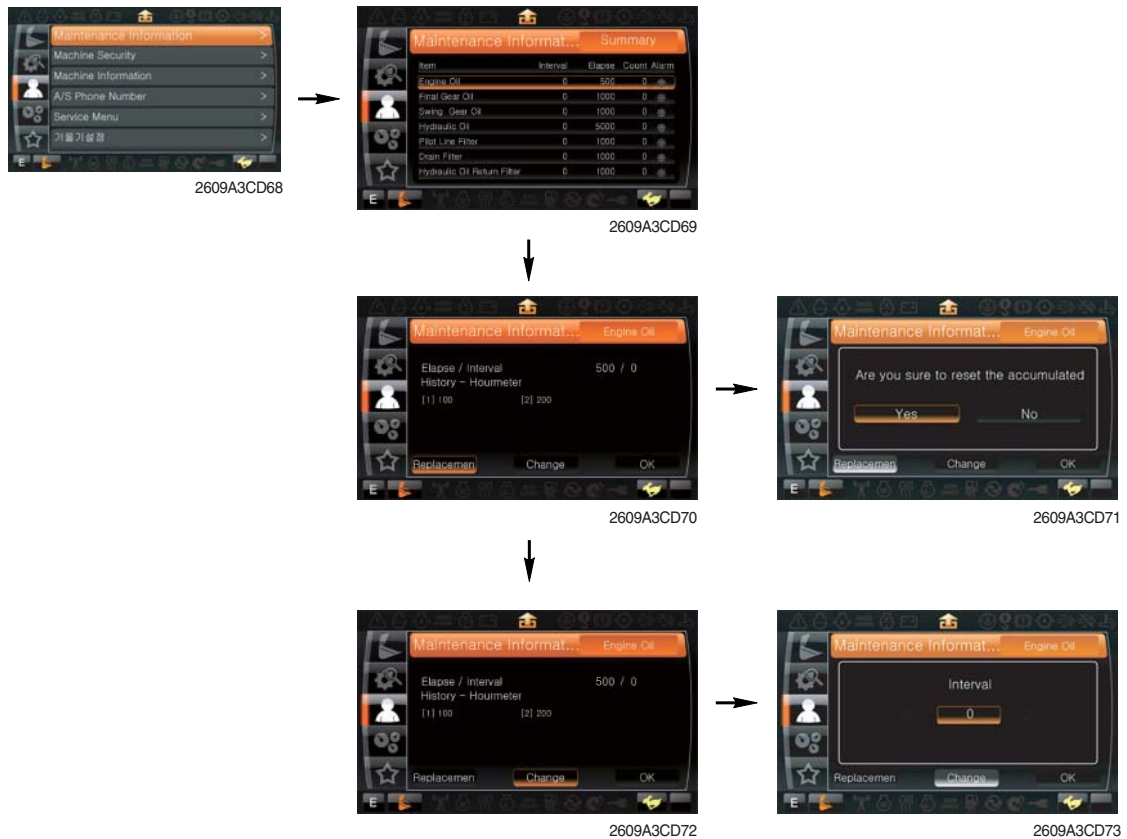 Maintenance Information >
Machine Security >
Machine Information >
A/S Phone Number >
Service Menu >
기울기설정 >
E
2609A3CD68
Maintenance Informat... Summary
Item Interval Elapse Count Alarm
Engine Oil 0 500 0
Final Gear Oil 0 1000 0
Swing Gear Oil 0 1000 0
Hydraulic Oil 0 5000 0
Pilot Line Filter 0 1000 0
Drain Filter 0 1000 0
Hydraulic Oil Return Filter 0 1000 0
E
2609A3CD69
Maintenance Informat... Engine Oil
Elapse / Interval 500 / 0
History - Hourmeter
[1] 100 [2] 200
Replacemen Change OK
E
2609A3CD70
Maintenance Informat... Engine Oil
Are you sure to reset the accumulated
Yes No
Replacemen Change OK
E
2609A3CD71
Maintenance Informat... Engine Oil
Elapse / Interval 500 / 0
History - Hourmeter
[1] 100 [2] 200
Replacemen Change OK
E
2609A3CD72
Maintenance Informat... Engine Oil
Interval
0
Replacemen Change OK
E
2609A3CD73